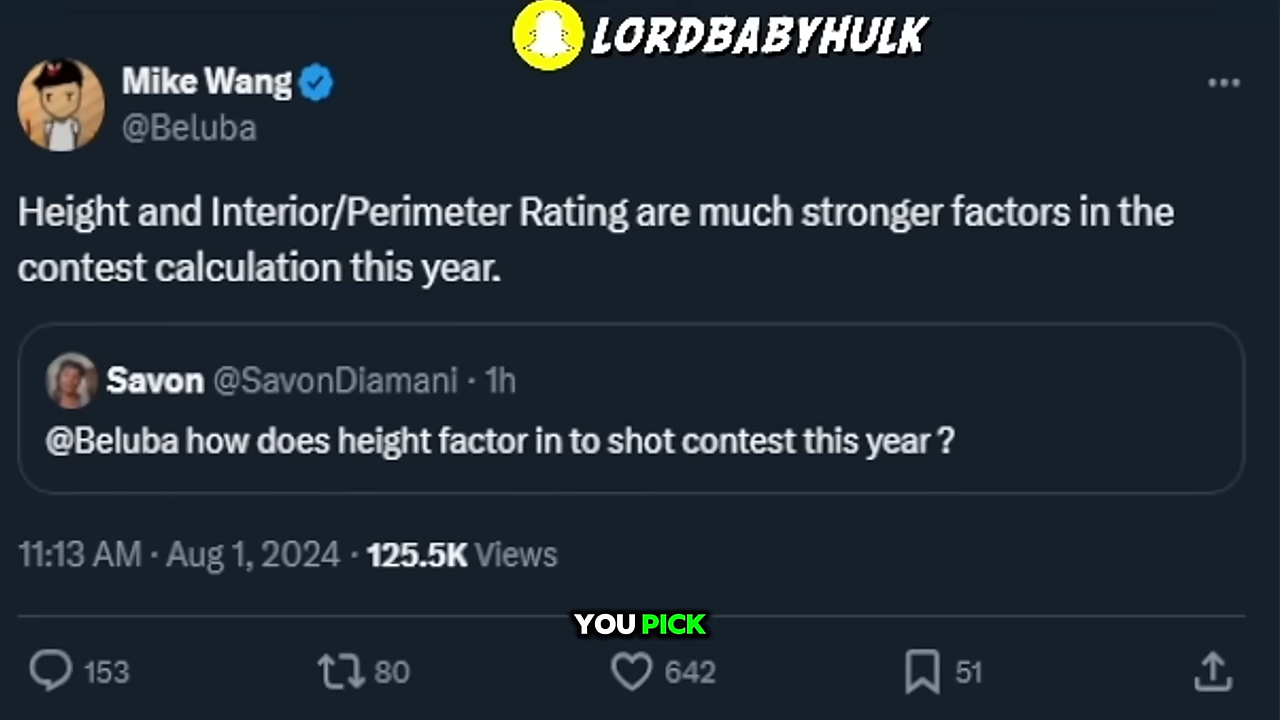 LORDBABYHULK
Mike Wang
@Beluba
Height and Interior/Perimeter Rating are much stronger factors in the
contest calculation this year.
Savon @SavonDiamani · 1h
@Beluba how does height factor in to shot contest this year ?
11:13 AM · Aug 1, 2024 · 125.5K Views
YOU PICK
153 80 642 51